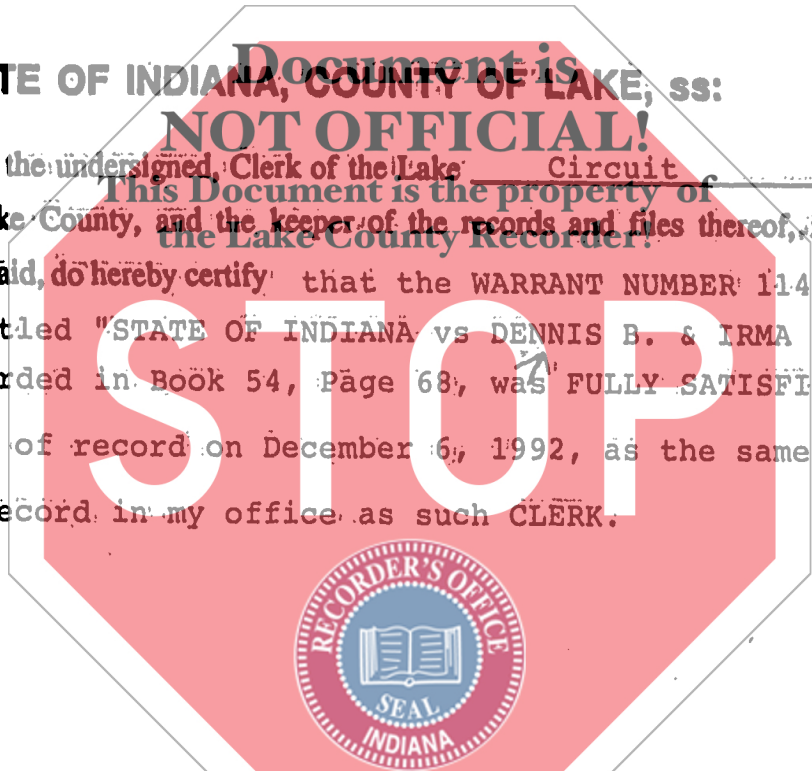 Document is
TE OF INDIANA, COUNTY OF LAKE, ss:
NOT OFFICIAL!
the undersigned, Clerk of the Lake Circuit
This Document is the property of
ke County, and the keeper of the records and files thereof,
the Lake County Recorder!
aid, do hereby certify that the WARRANT NUMBER 114
tled "STATE OF INDIANA vs DENNIS B. & IRMA
rded in Book 54, Page 68, was FULLY SATISFI
STOP
of record on December 6, 1992, as the same
ecord in my office as such CLERK.
RECORDER'S OFFICE
SEAL
INDIANA